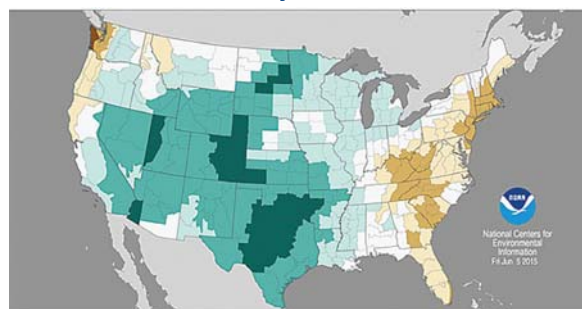 NOAA
National Centers for
Environmental
Information
Fri Jun 5 2015